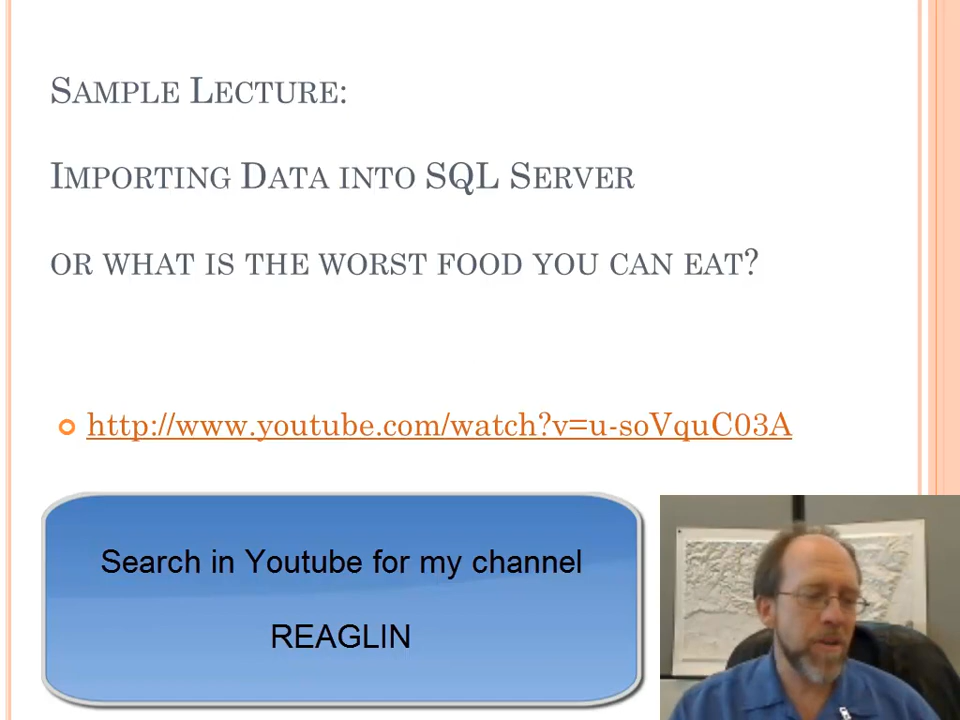 Sample Lecture:
Importing Data into SQL Server
or what is the worst food you can eat?
http://www.youtube.com/watch?v=u-soVquC03A
Search in Youtube for my channel
REAGLIN